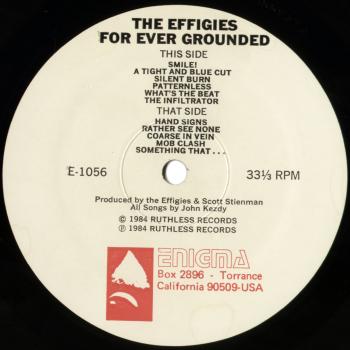 THE EFFIGIES
FOR EVER GROUNDED
THIS SIDE
SMILE!
A TIGHT AND BLUE CUT
SILENT BURN
PATTERNLESS
WHAT'S THE BEAT
THE INFILTRATOR
THAT SIDE
HAND SIGNS
RATHER SEE NONE
COARSE IN VEIN
MOB CLASH
SOMETHING THAT . . .
E-1056
33⅓ RPM
Produced by the Effigies & Scott Stienman
All Songs by John Kezdy
© 1984 RUTHLESS RECORDS
℗ 1984 RUTHLESS RECORDS
ENIGMA
Box 2896 - Torrance
California 90509-USA